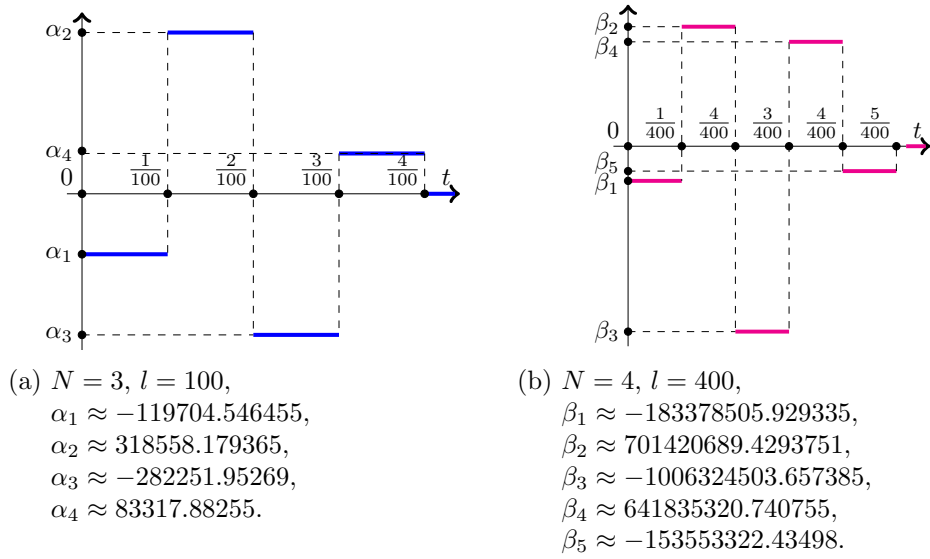 α₂
α₄
0
1/100 2/100 3/100 4/100 t
α₁
α₃
β₂
β₄
0
1/400 4/400 3/400 4/400 5/400 t
β₅
β₁
β₃
(a) N = 3, l = 100,
α₁ ≈ −119704.546455,
α₂ ≈ 318558.179365,
α₃ ≈ −282251.95269,
α₄ ≈ 83317.88255.
(b) N = 4, l = 400,
β₁ ≈ −183378505.929335,
β₂ ≈ 701420689.4293751,
β₃ ≈ −1006324503.657385,
β₄ ≈ 641835320.740755,
β₅ ≈ −153553322.43498.